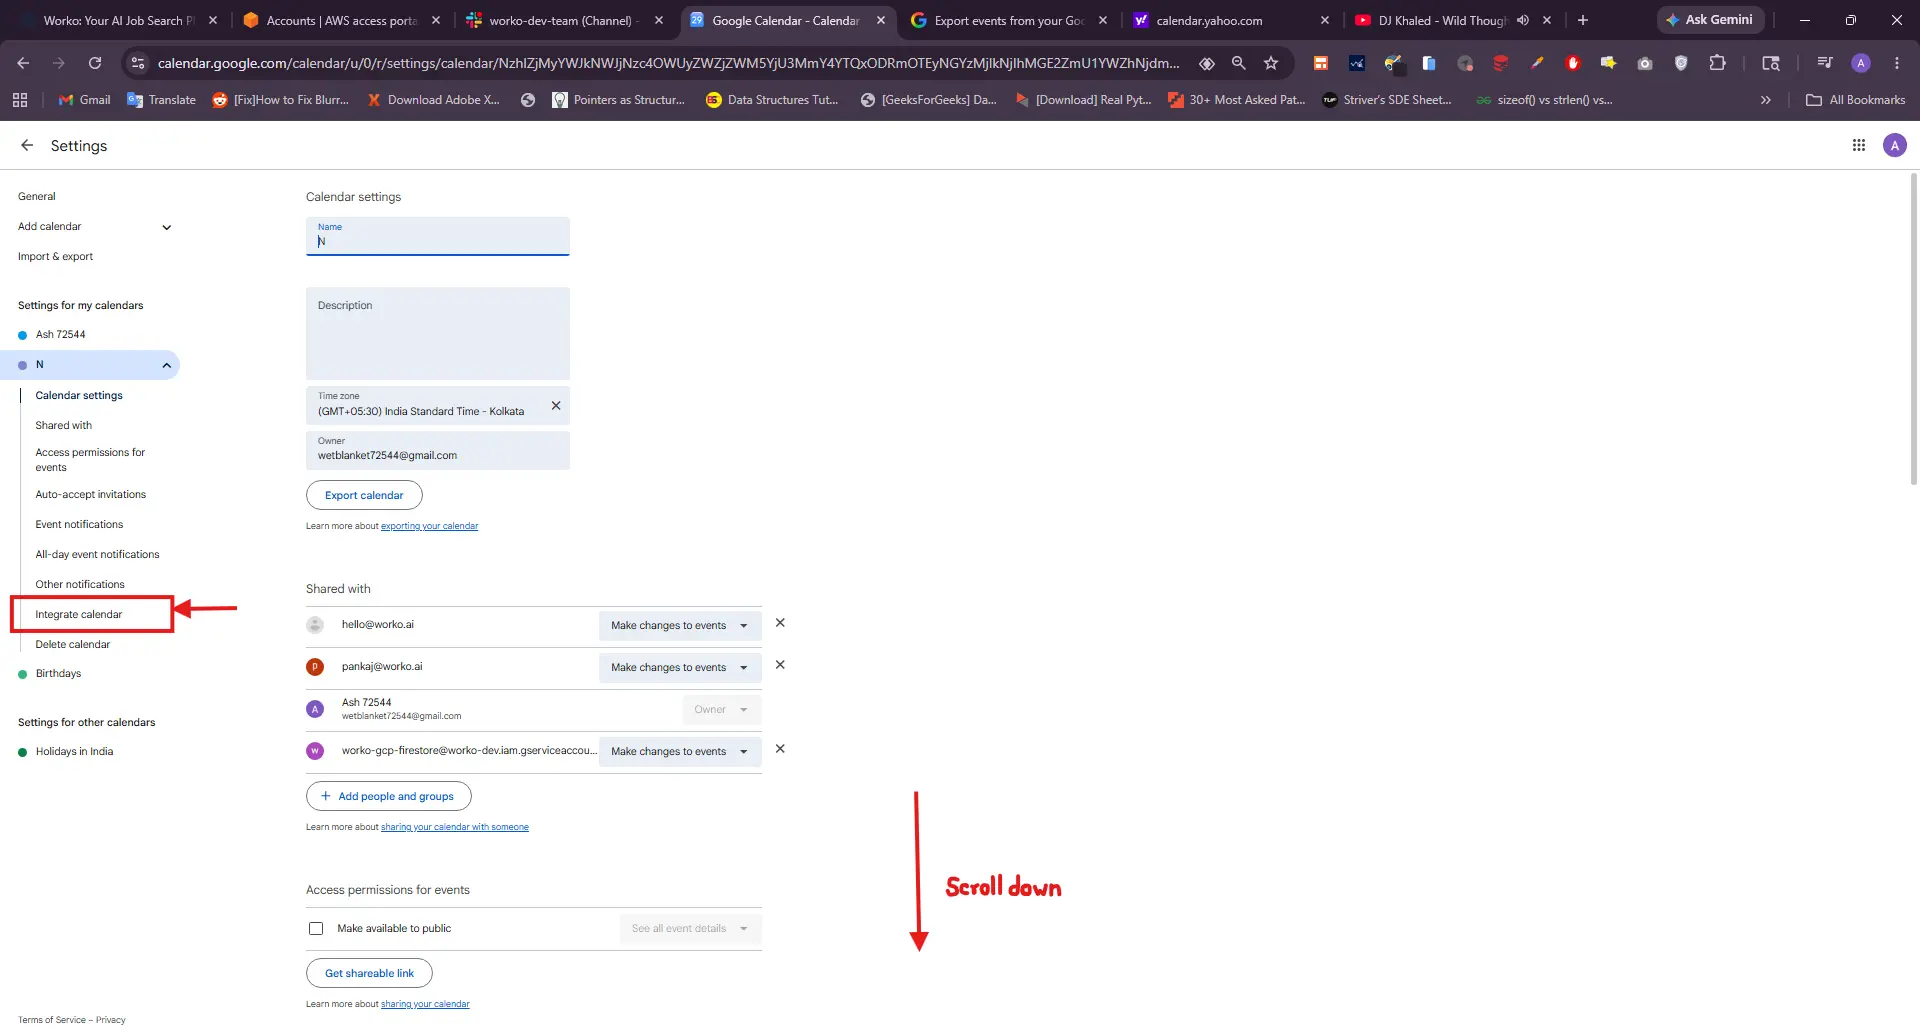 Worko: Your AI Job Search Pl
Accounts | AWS access porta
worko-dev-team (Channel) -
Google Calendar - Calendar
Export events from your Goo
calendar.yahoo.com
DJ Khaled - Wild Though
Ask Gemini
calendar.google.com/calendar/u/0/r/settings/calendar/NzhlZjMyYWJkNWJjNzc4OWUyZWZjZWM5YjU3MmY4YTQxODRmOTEyNGYzMjlkNjlhMGE2ZmU1YWZhNjdm...
Gmail
Translate
[Fix]How to Fix Blurr...
Download Adobe X...
Pointers as Structur...
Data Structures Tut...
[GeeksForGeeks] Da...
[Download] Real Pyt...
30+ Most Asked Pat...
Striver's SDE Sheet...
sizeof() vs strlen() vs...
All Bookmarks
Settings
A
General
Add calendar
Import & export
Settings for my calendars
Ash 72544
N
Calendar settings
Shared with
Access permissions for
events
Auto-accept invitations
Event notifications
All-day event notifications
Other notifications
Integrate calendar
Delete calendar
Birthdays
Settings for other calendars
Holidays in India
Terms of Service – Privacy
Calendar settings
Name
N
Description
Time zone
(GMT+05:30) India Standard Time - Kolkata
Owner
wetblanket72544@gmail.com
Export calendar
Learn more about exporting your calendar
Shared with
hello@worko.ai
Make changes to events
P
pankaj@worko.ai
Make changes to events
A
Ash 72544
wetblanket72544@gmail.com
Owner
w
worko-gcp-firestore@worko-dev.iam.gserviceaccou...
Make changes to events
+ Add people and groups
Learn more about sharing your calendar with someone
Access permissions for events
Make available to public
See all event details
Get shareable link
Learn more about sharing your calendar
Scroll down